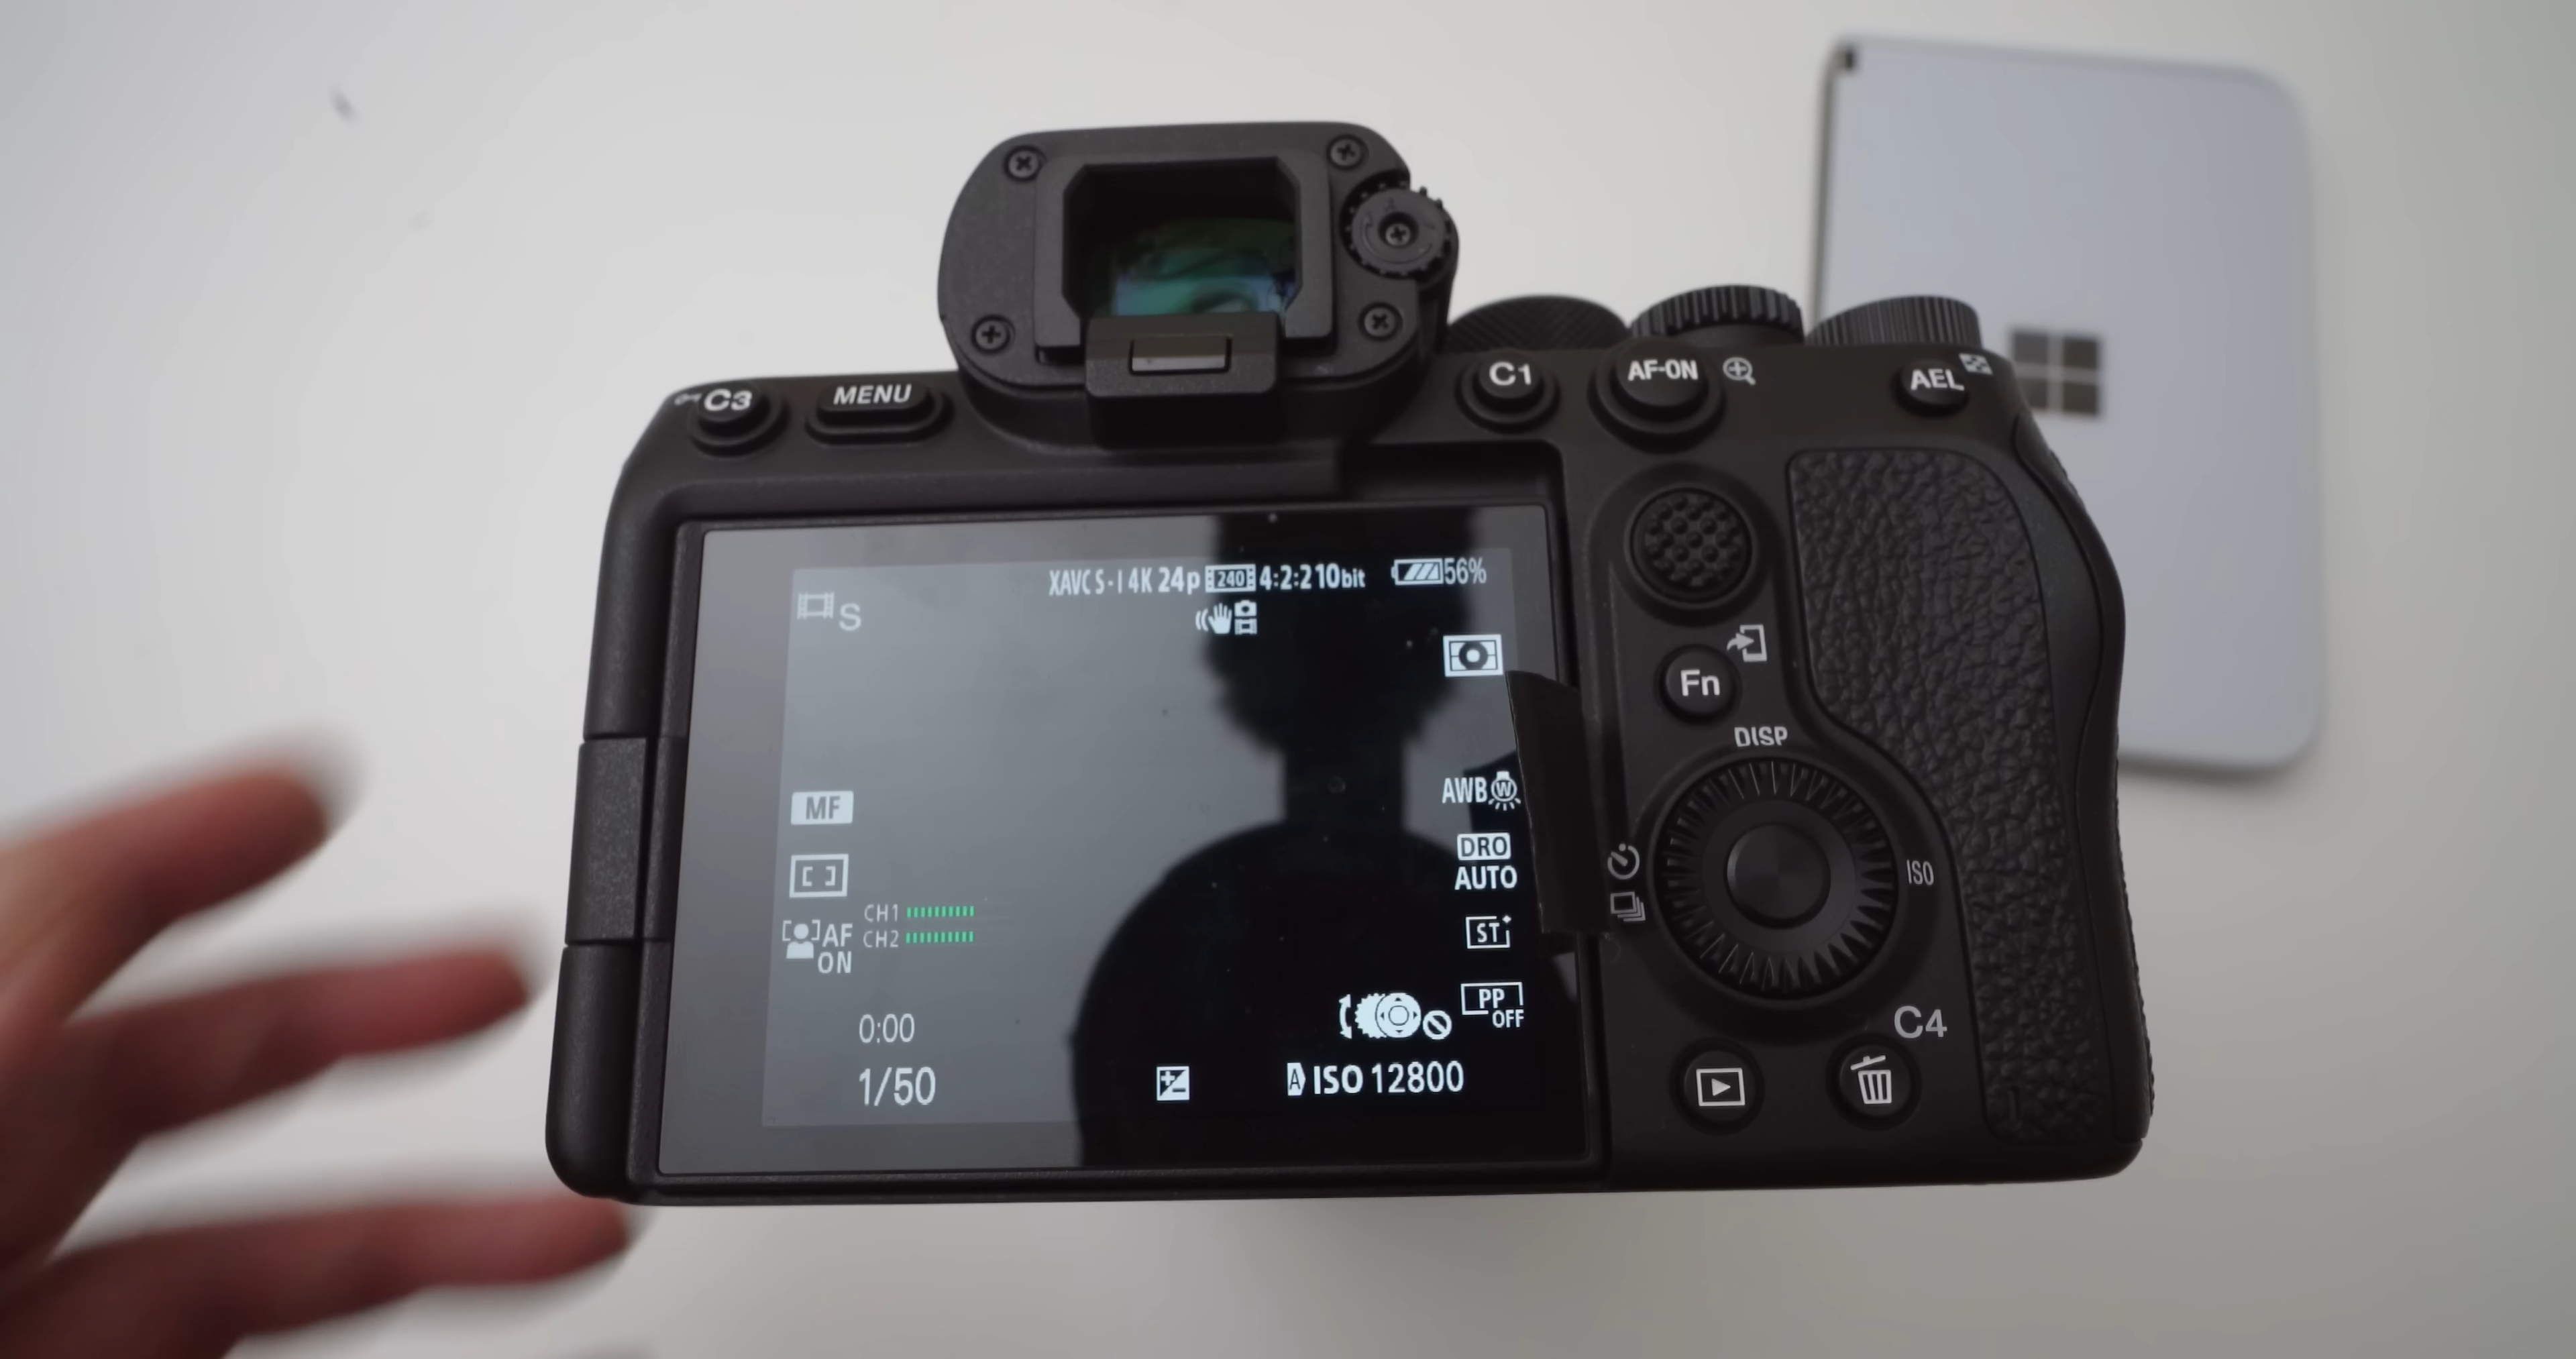 C3
MENU
C1
AF-ON
AEL
XAVC S-I 4K 24p 240 4:2:2 10bit 56%
S
Fn
DISP
MF
AWB W
DRO
AUTO
ISO
CH1
CH2
AF
ON
ST
PP
OFF
C4
0:00
1/50
A ISO 12800